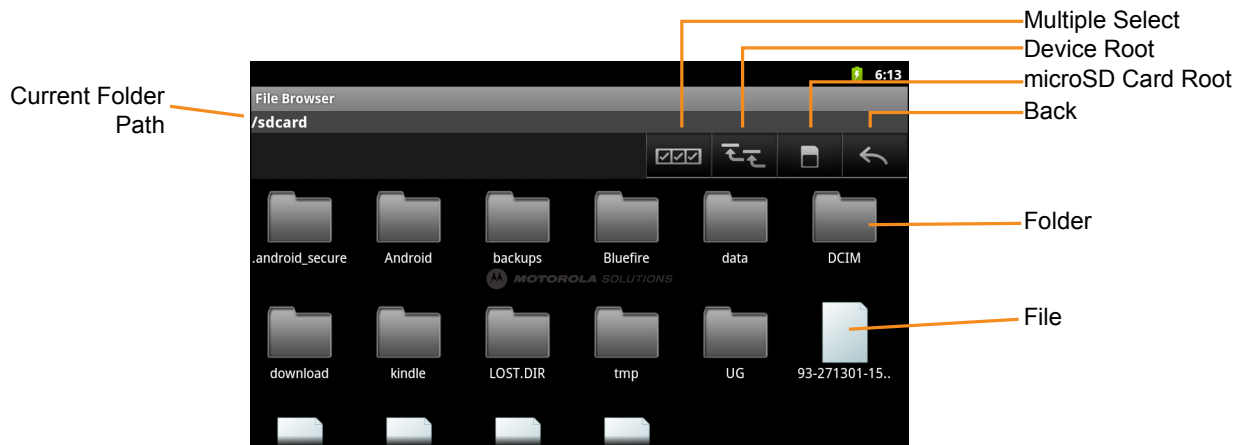 Multiple Select
Device Root
microSD Card Root
Back
Current Folder
Path
6:13
File Browser
/sdcard
Folder
.android_secure
Android
backups
Bluefire
data
DCIM
MOTOROLA SOLUTIONS
File
download
kindle
LOST.DIR
tmp
UG
93-271301-15..